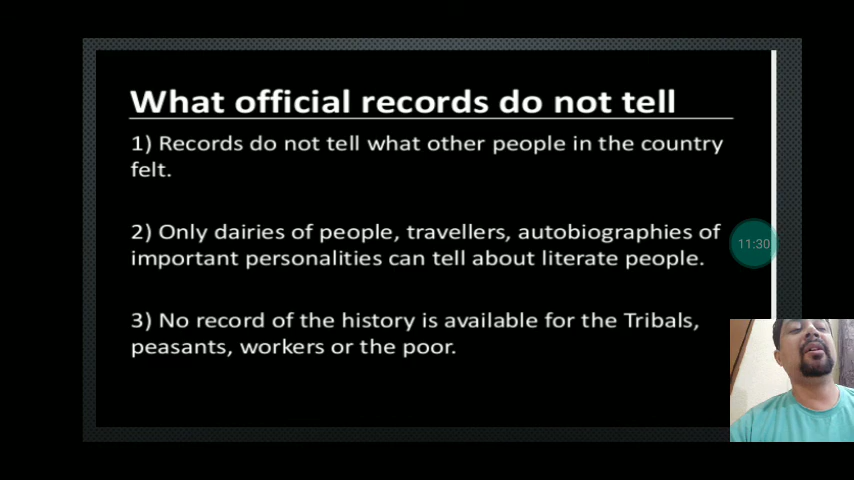 What official records do not tell
1) Records do not tell what other people in the country
felt.
2) Only dairies of people, travellers, autobiographies of
important personalities can tell about literate people.
11:30
3) No record of the history is available for the Tribals,
peasants, workers or the poor.